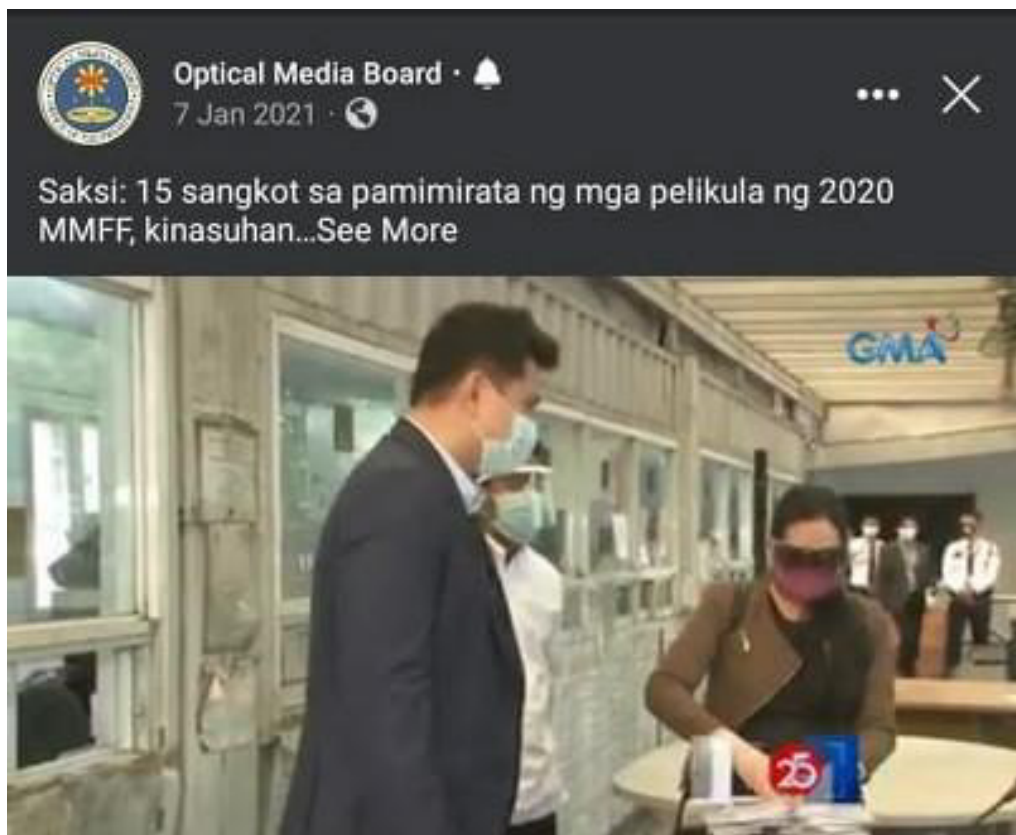 Optical Media Board ·
7 Jan 2021 ·
Saksi: 15 sangkot sa pamimirata ng mga pelikula ng 2020
MMFF, kinasuhan...See More
GMA
25